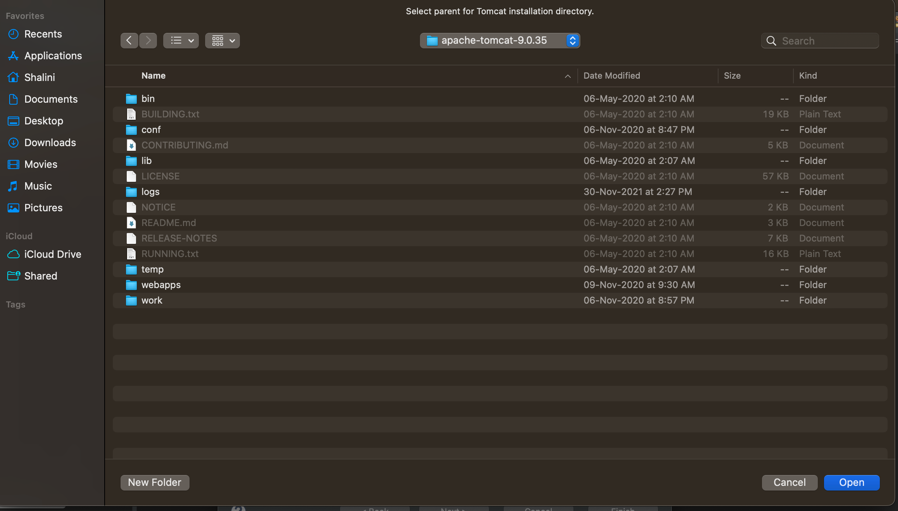 Select parent for Tomcat installation directory.
Favorites
Recents
Applications
Shalini
Documents
Desktop
Downloads
Movies
Music
Pictures
iCloud
iCloud Drive
Shared
Tags
apache-tomcat-9.0.35
Search
Name Date Modified Size Kind
bin 06-May-2020 at 2:10 AM -- Folder
BUILDING.txt 06-May-2020 at 2:10 AM 19 KB Plain Text
conf 06-Nov-2020 at 8:47 PM -- Folder
CONTRIBUTING.md 06-May-2020 at 2:10 AM 5 KB Document
lib 06-May-2020 at 2:07 AM -- Folder
LICENSE 06-May-2020 at 2:10 AM 57 KB Document
logs 30-Nov-2021 at 2:27 PM -- Folder
NOTICE 06-May-2020 at 2:10 AM 2 KB Document
README.md 06-May-2020 at 2:10 AM 3 KB Document
RELEASE-NOTES 06-May-2020 at 2:10 AM 7 KB Document
RUNNING.txt 06-May-2020 at 2:10 AM 16 KB Plain Text
temp 06-May-2020 at 2:07 AM -- Folder
webapps 09-Nov-2020 at 9:30 AM -- Folder
work 06-Nov-2020 at 8:57 PM -- Folder
New Folder Cancel Open